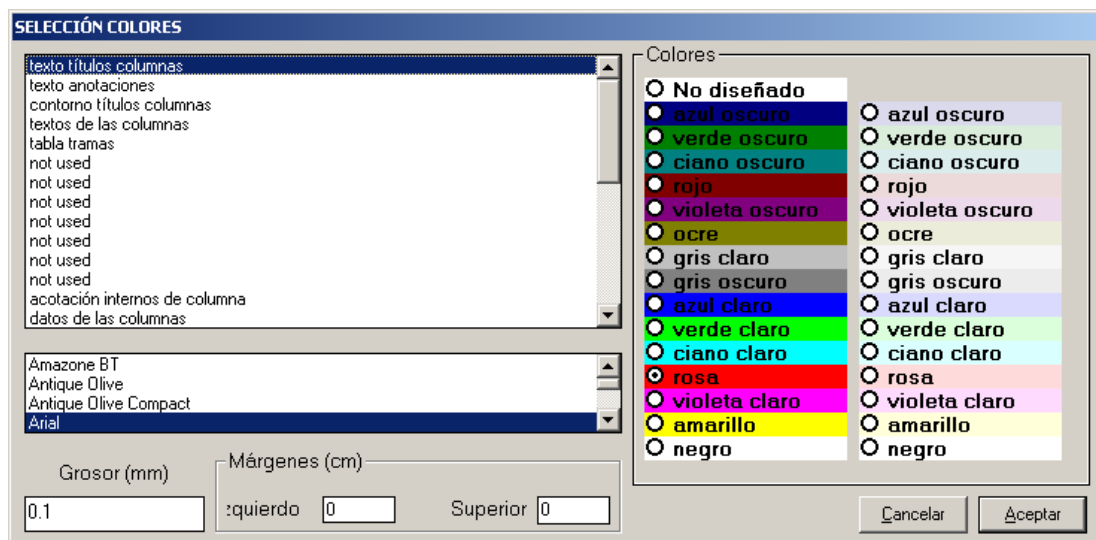 SELECCIÓN COLORES
texto títulos columnas
texto anotaciones
contorno títulos columnas
textos de las columnas
tabla tramas
not used
not used
not used
not used
not used
not used
not used
acotación internos de columna
datos de las columnas
Amazone BT
Antique Olive
Antique Olive Compact
Arial
Grosor (mm)
0.1
Márgenes (cm)
zquierdo 0 Superior 0
Colores
No diseñado
azul oscuro azul oscuro
verde oscuro verde oscuro
ciano oscuro ciano oscuro
rojo rojo
violeta oscuro violeta oscuro
ocre ocre
gris claro gris claro
gris oscuro gris oscuro
azul claro azul claro
verde claro verde claro
ciano claro ciano claro
rosa rosa
violeta claro violeta claro
amarillo amarillo
negro negro
Cancelar Aceptar